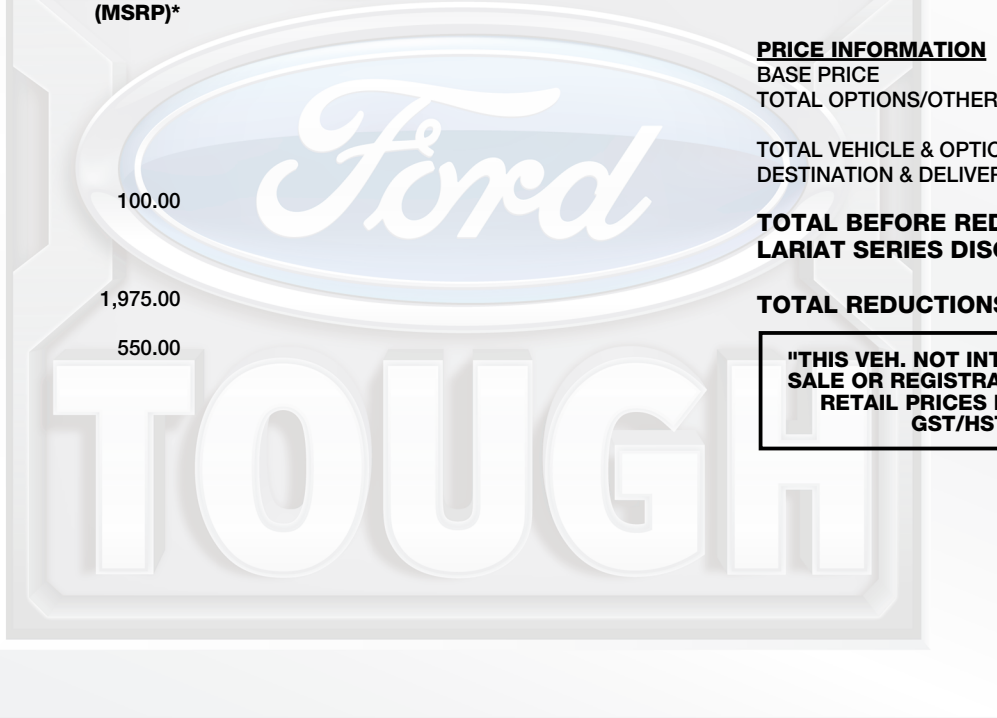 (MSRP)*
100.00
1,975.00
550.00
Ford
TOUGH
PRICE INFORMATION
BASE PRICE
TOTAL OPTIONS/OTHER
TOTAL VEHICLE & OPTIO
DESTINATION & DELIVER
TOTAL BEFORE RED
LARIAT SERIES DISC
TOTAL REDUCTIONS
"THIS VEH. NOT INT
SALE OR REGISTRA
RETAIL PRICES I
GST/HST